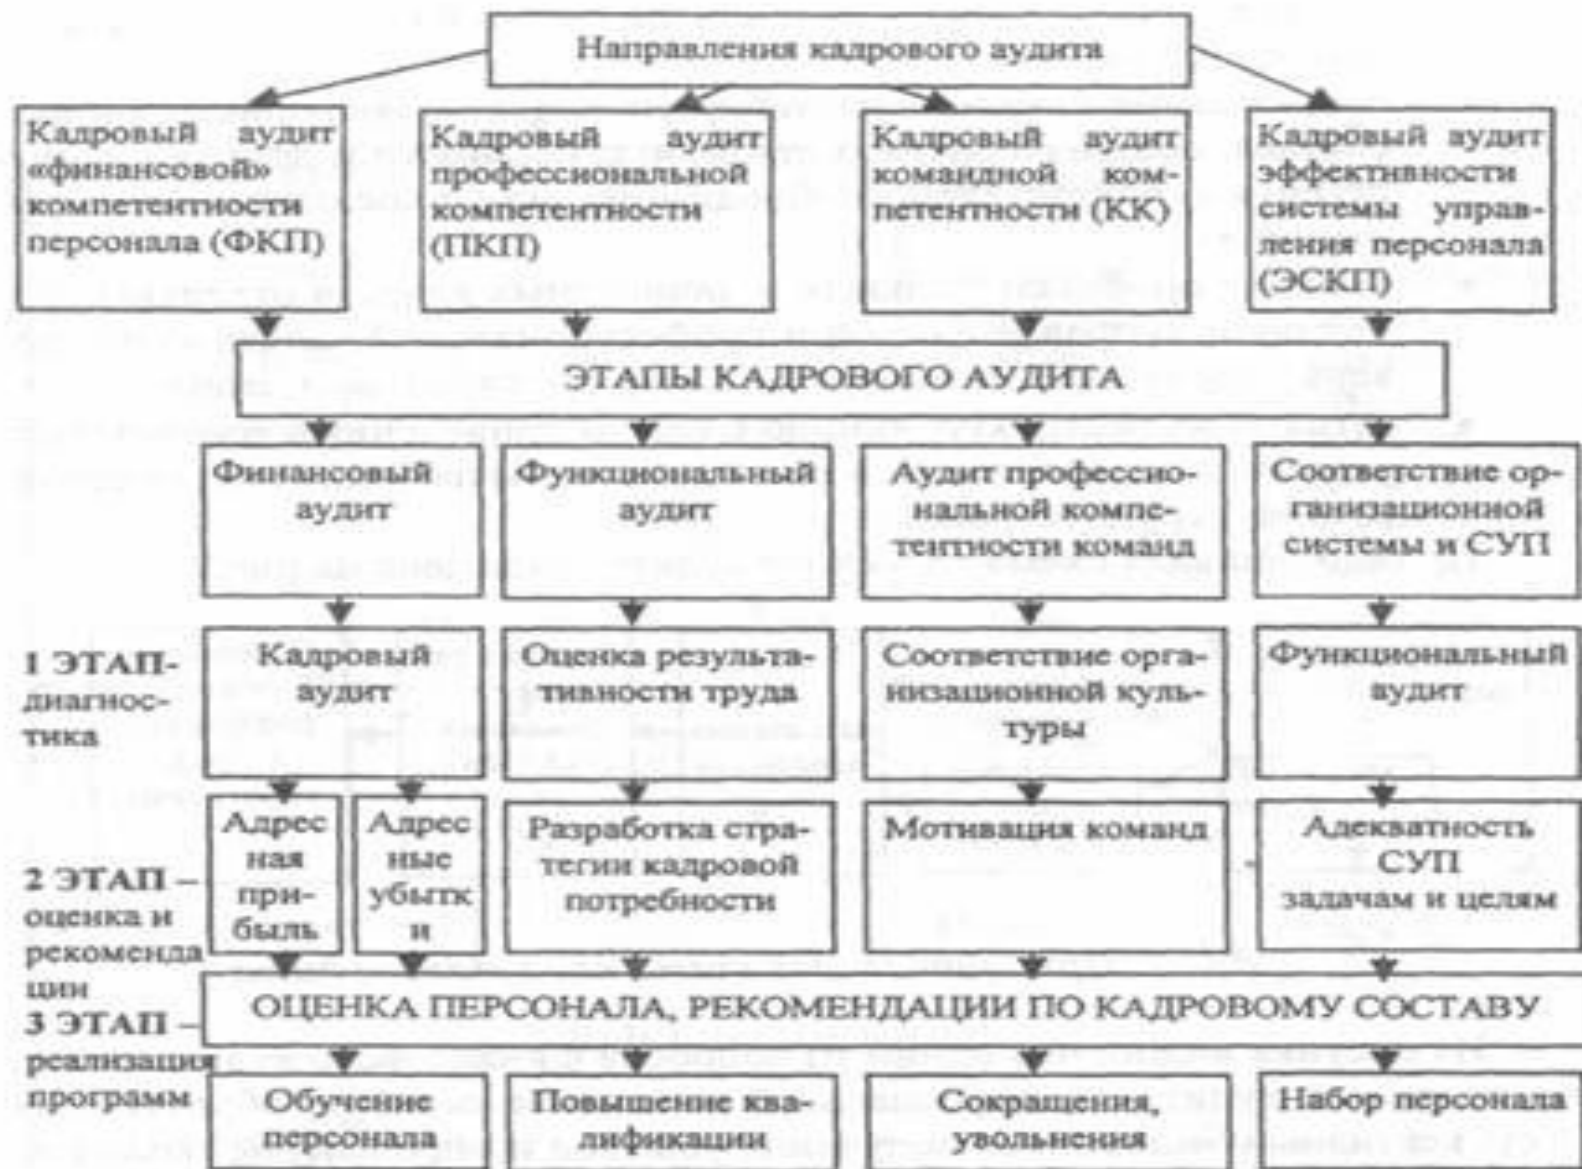 Направления кадрового аудита
Кадровый аудит
«финансовой»
компетентности
персонала (ФКП)
Кадровый аудит
профессиональной
компетентности
(ПКП)
Кадровый аудит
командной ком-
петентности (КК)
Кадровый аудит
эффективности
системы управ-
ления персонала
(ЭСКП)
ЭТАПЫ КАДРОВОГО АУДИТА
Финансовый
аудит
Функциональный
аудит
Аудит профессио-
нальной компе-
тентности команд
Соответствие ор-
ганизационной
системы и СУП
1 ЭТАП-
диагнос-
тика
Кадровый
аудит
Оценка результа-
тивности труда
Соответствие орга-
низационной куль-
туры
Функциональный
аудит
2 ЭТАП –
оценка и
рекоменда
ции
Адрес
ная
при-
быль
Адрес
ные
убытк
и
Разработка стра-
тегии кадровой
потребности
Мотивация команд
Адекватность
СУП
задачам и целям
ОЦЕНКА ПЕРСОНАЛА, РЕКОМЕНДАЦИИ ПО КАДРОВОМУ СОСТАВУ
3 ЭТАП –
реализация
программ
Обучение
персонала
Повышение ква-
лификации
Сокращения,
увольнения
Набор персонала